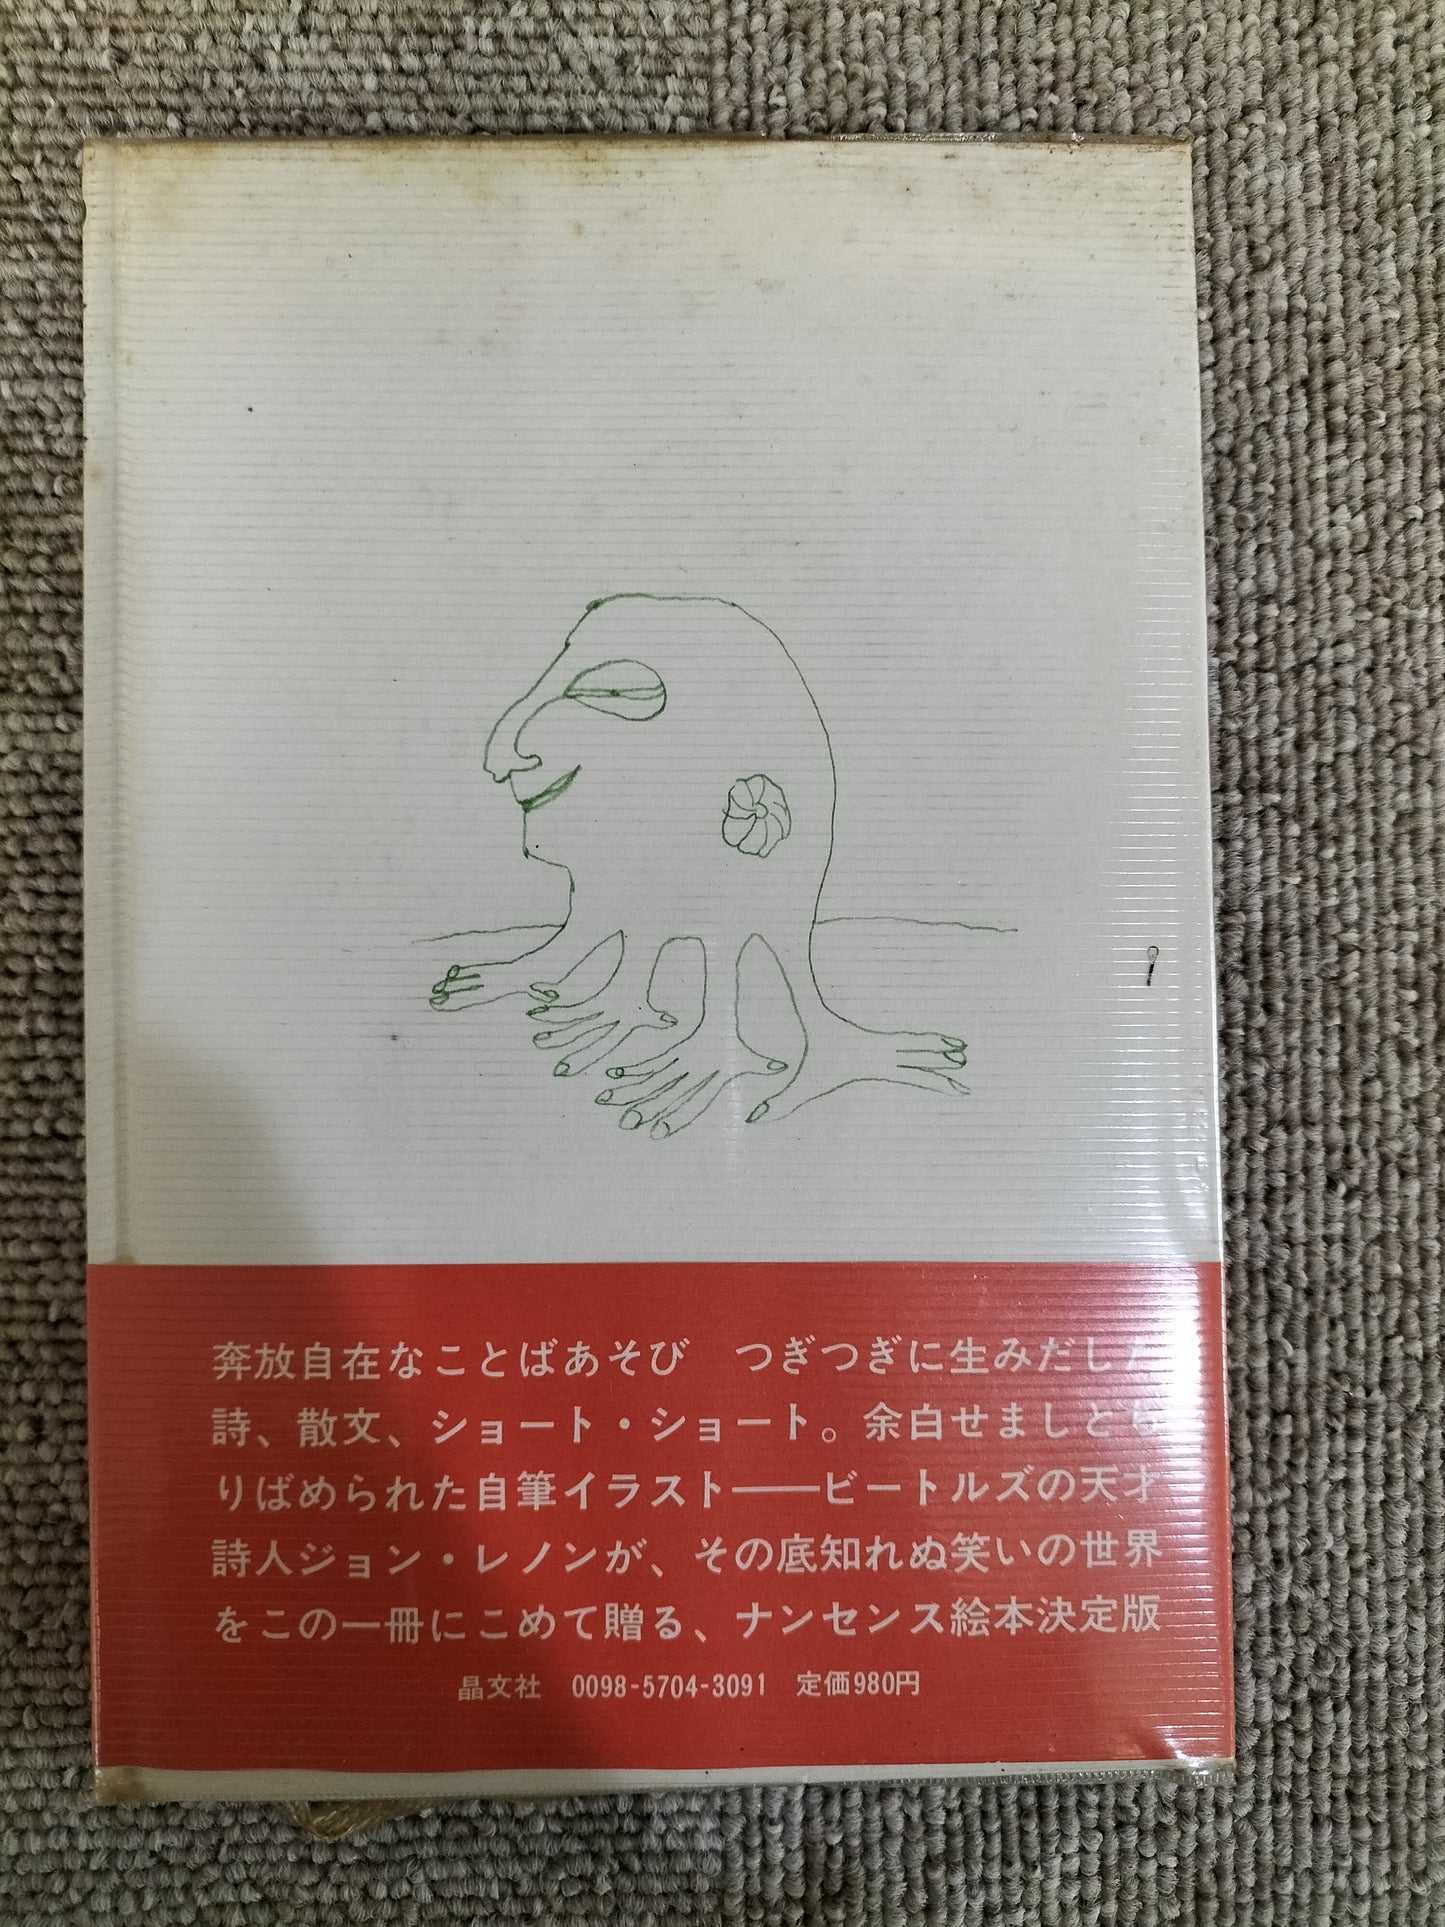 奔放自在なことばあそび　つぎつぎに生みだした
詩、散文、ショート・ショート。余白せましとち
りばめられた自筆イラスト――ビートルズの天才
詩人ジョン・レノンが、その底知れぬ笑いの世界
をこの一冊にこめて贈る、ナンセンス絵本決定版
晶文社　0098-5704-3091　定価980円